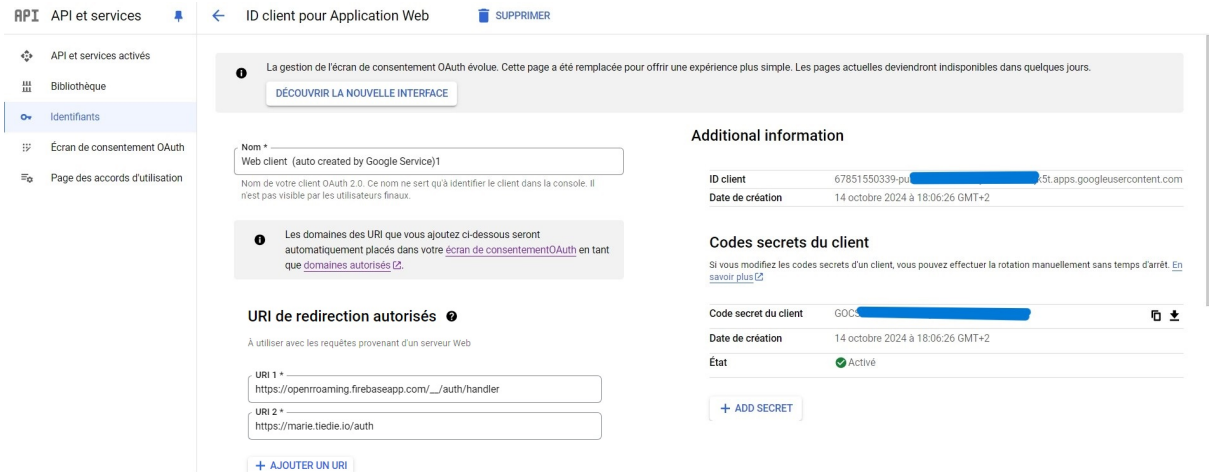 API API et services
ID client pour Application Web
SUPPRIMER
API et services activés
Bibliothèque
Identifiants
Écran de consentement OAuth
Page des accords d'utilisation
La gestion de l'écran de consentement OAuth évolue. Cette page a été remplacée pour offrir une expérience plus simple. Les pages actuelles deviendront indisponibles dans quelques jours.
DÉCOUVRIR LA NOUVELLE INTERFACE
Nom *
Web client (auto created by Google Service)1
Nom de votre client OAuth 2.0. Ce nom ne sert qu'à identifier le client dans la console. Il
n'est pas visible par les utilisateurs finaux.
Les domaines des URI que vous ajoutez ci-dessous seront
automatiquement placés dans votre écran de consentementOAuth en tant
que domaines autorisés.
URI de redirection autorisés
À utiliser avec les requêtes provenant d'un serveur Web
URI 1 *
https://openrroaming.firebaseapp.com/__/auth/handler
URI 2 *
https://marie.tiedie.io/auth
+ AJOUTER UN URI
Additional information
ID client 67851550339-pu k5t.apps.googleusercontent.com
Date de création 14 octobre 2024 à 18:06:26 GMT+2
Codes secrets du client
Si vous modifiez les codes secrets d'un client, vous pouvez effectuer la rotation manuellement sans temps d'arrêt. En
savoir plus
Code secret du client GOCS
Date de création 14 octobre 2024 à 18:06:26 GMT+2
État Activé
+ ADD SECRET